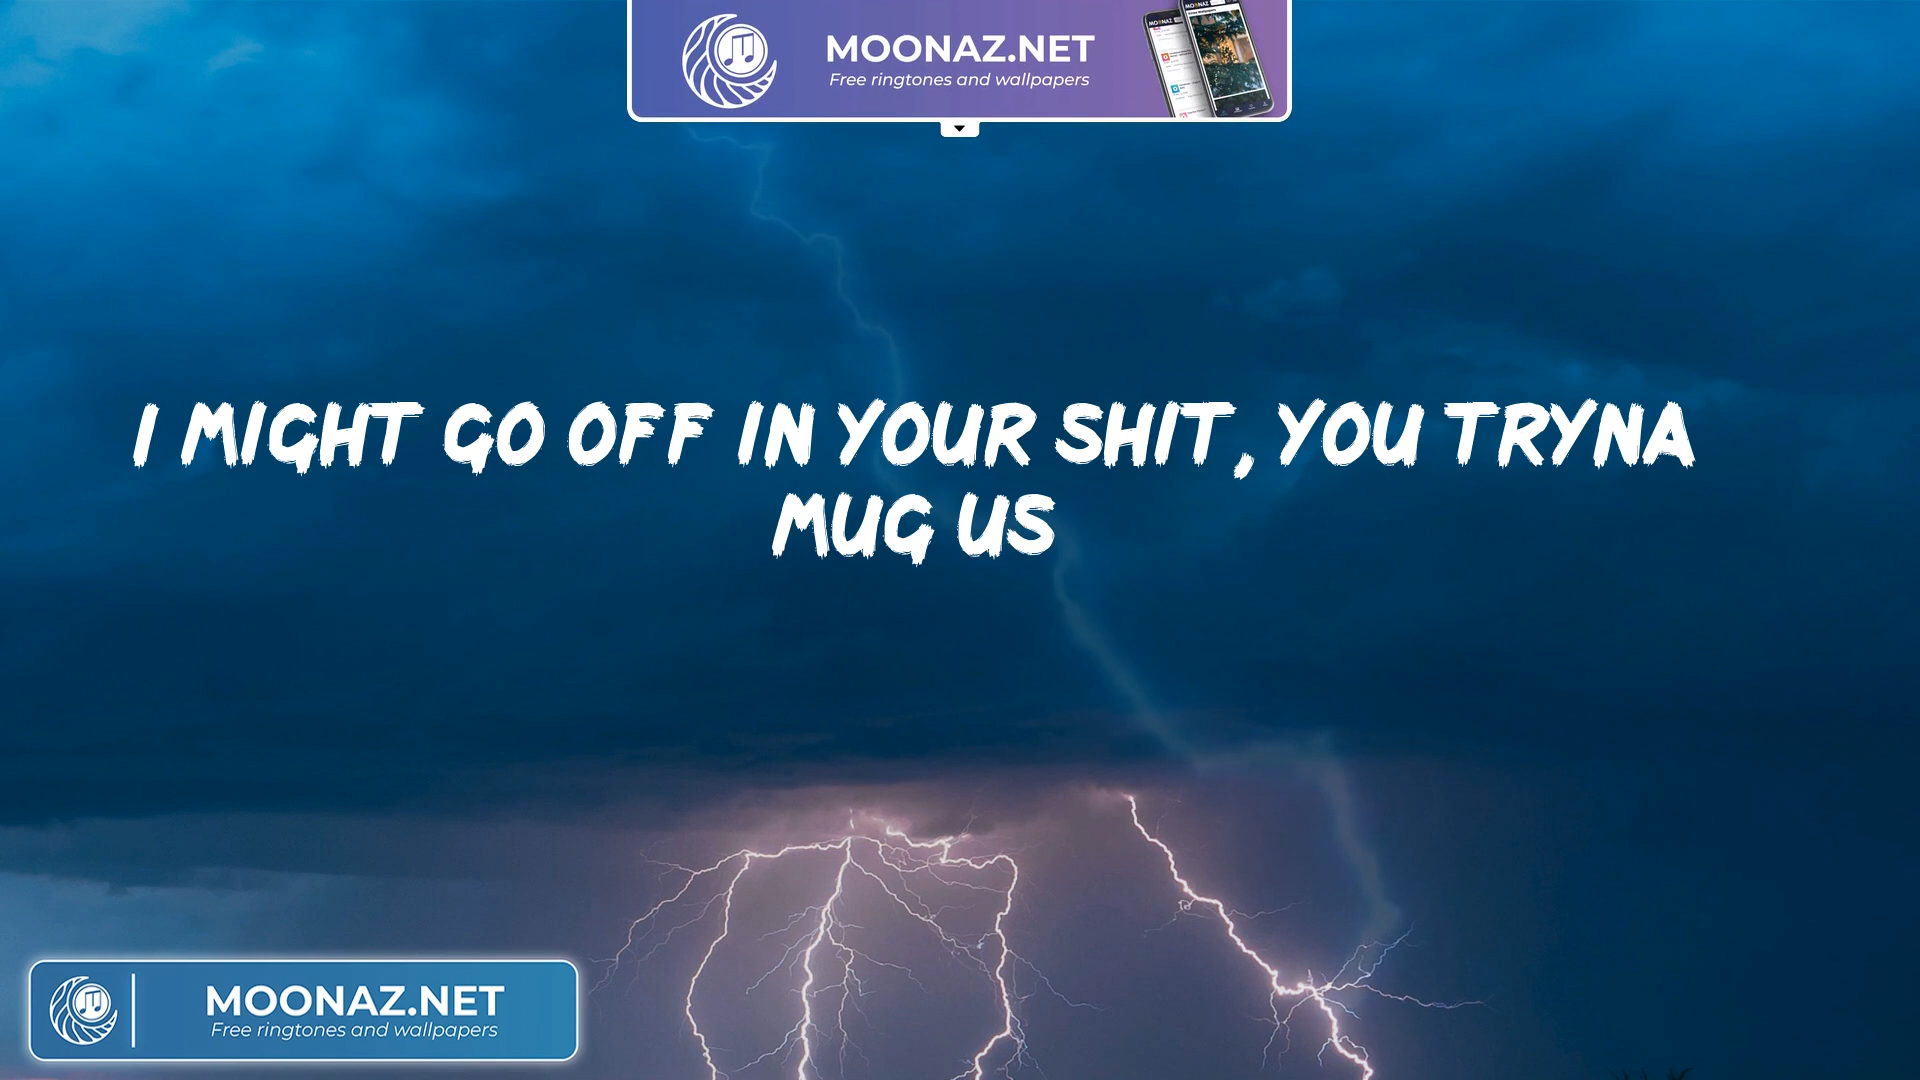 MOONAZ.NET
Free ringtones and wallpapers
I MIGHT GO OFF IN YOUR SHIT, YOU TRYNA
MUG US
MOONAZ.NET
Free ringtones and wallpapers